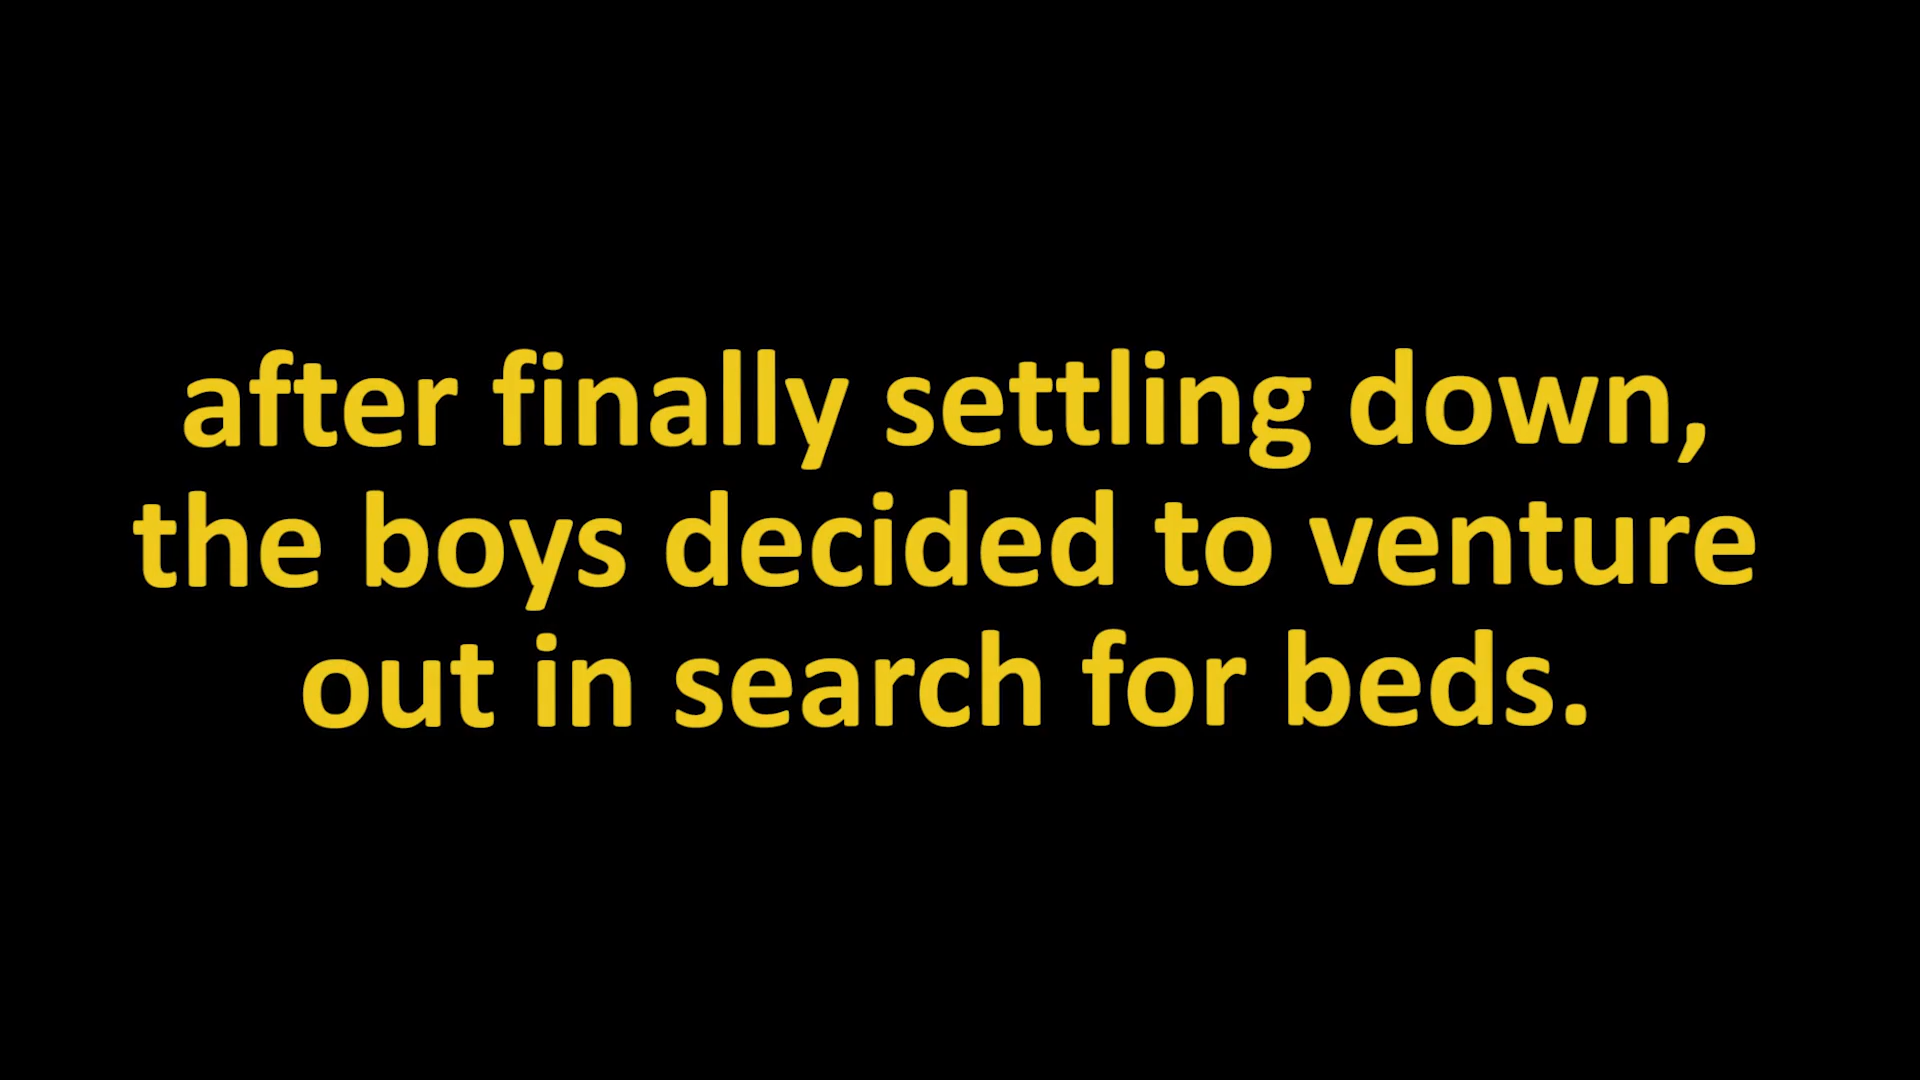 after finally settling down,
the boys decided to venture
out in search for beds.